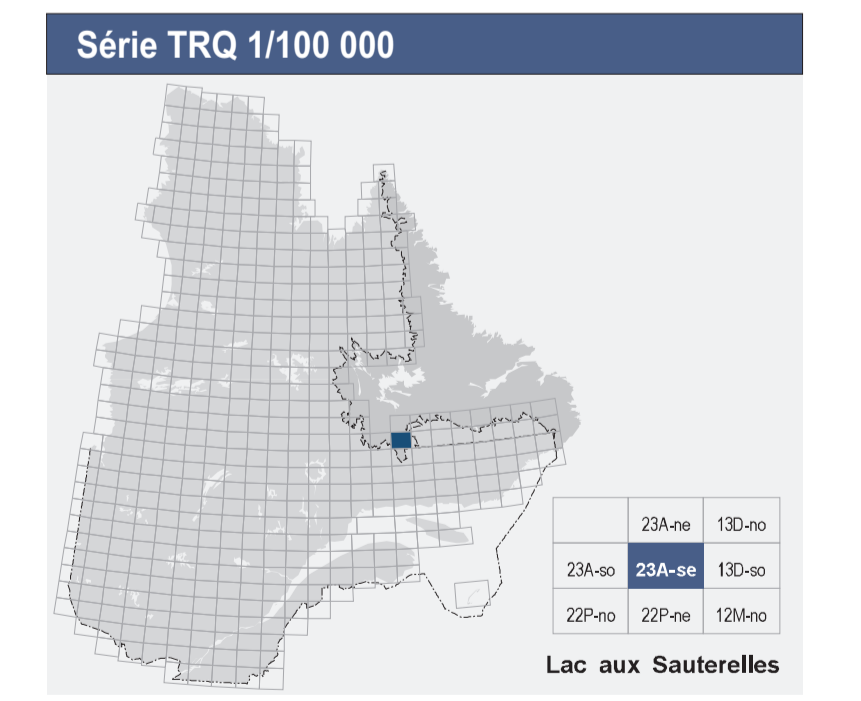 Série TRQ 1/100 000
23A-ne 13D-no
23A-so 23A-se 13D-so
22P-no 22P-ne 12M-no
Lac aux Sauterelles